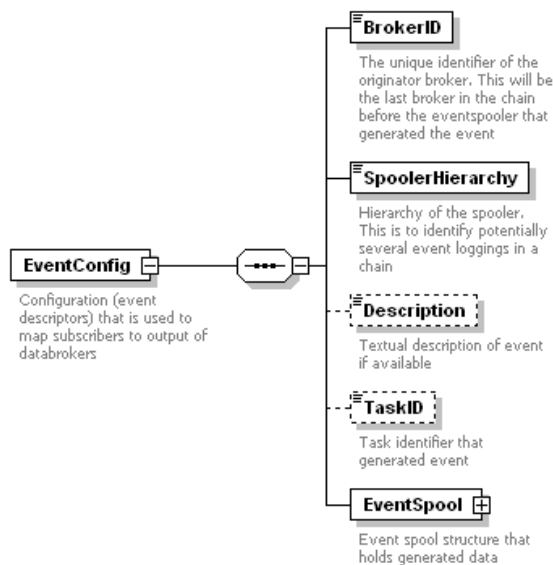 BrokerID
The unique identifier of the
originator broker. This will be
the last broker in the chain
before the eventspooler that
generated the event
SpoolerHierarchy
Hierarchy of the spooler.
This is to identify potentially
several event loggings in a
chain
EventConfig
Configuration (event
descriptors) that is used to
map subscribers to output of
databrokers
Description
Textual description of event
if available
TaskID
Task identifier that
generated event
EventSpool
Event spool structure that
holds generated data